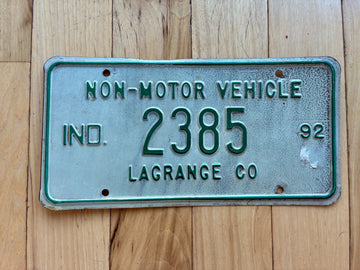 NON-MOTOR VEHICLE
IND. 2385 92
LAGRANGE CO